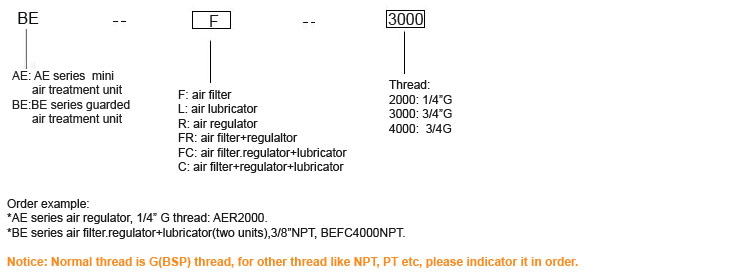 BE -- F -- 3000
AE: AE series mini
air treatment unit
BE:BE series guarded
air treatment unit
F: air filter
L: air lubricator
R: air regulator
FR: air filter+regulaltor
FC: air filter.regulator+lubricator
C: air filter+regulator+lubricator
Thread:
2000: 1/4”G
3000: 3/4”G
4000: 3/4G
Order example:
*AE series air regulator, 1/4” G thread: AER2000.
*BE series air filter.regulator+lubricator(two units),3/8”NPT, BEFC4000NPT.
Notice: Normal thread is G(BSP) thread, for other thread like NPT, PT etc, please indicator it in order.